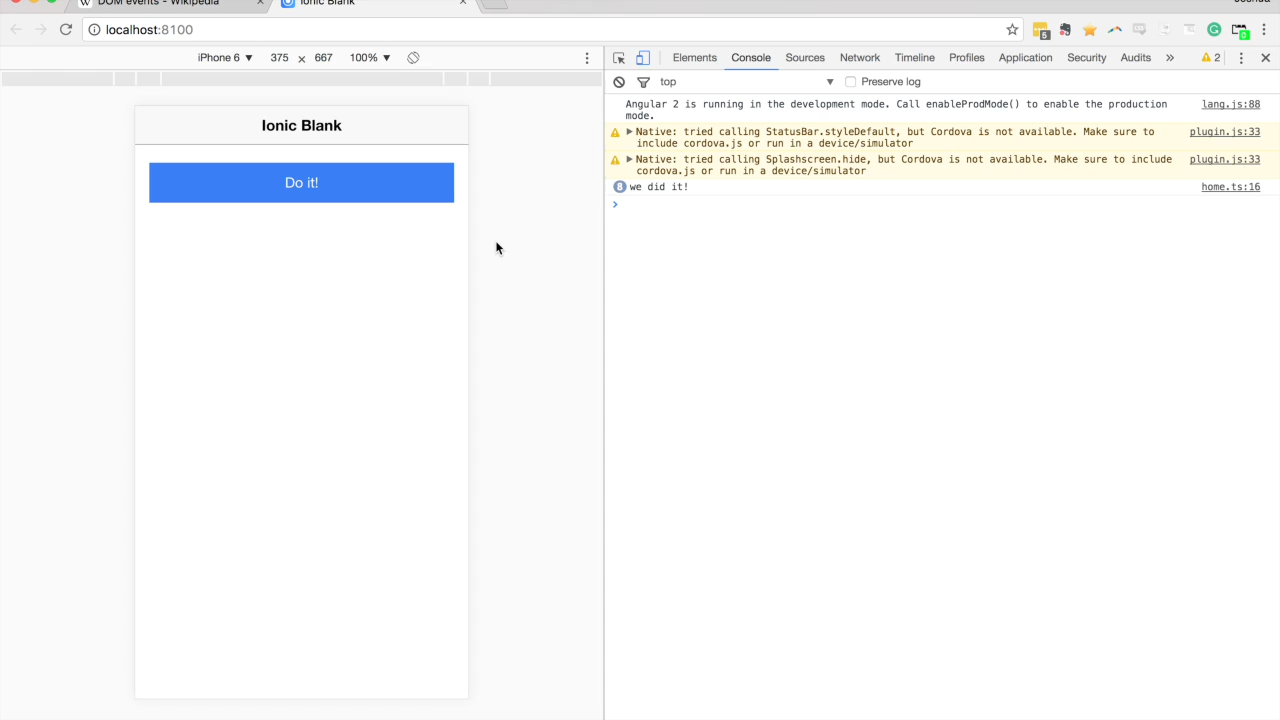 DOM events - Wikipedia
Ionic Blank
localhost:8100
5
0
iPhone 6 ▼ 375 × 667 100% ▼
Elements Console Sources Network Timeline Profiles Application Security Audits » 2
top ▼ Preserve log
Angular 2 is running in the development mode. Call enableProdMode() to enable the production mode. lang.js:88
Native: tried calling StatusBar.styleDefault, but Cordova is not available. Make sure to plugin.js:33
include cordova.js or run in a device/simulator
Native: tried calling Splashscreen.hide, but Cordova is not available. Make sure to include plugin.js:33
cordova.js or run in a device/simulator
8 we did it! home.ts:16
Ionic Blank
Do it!